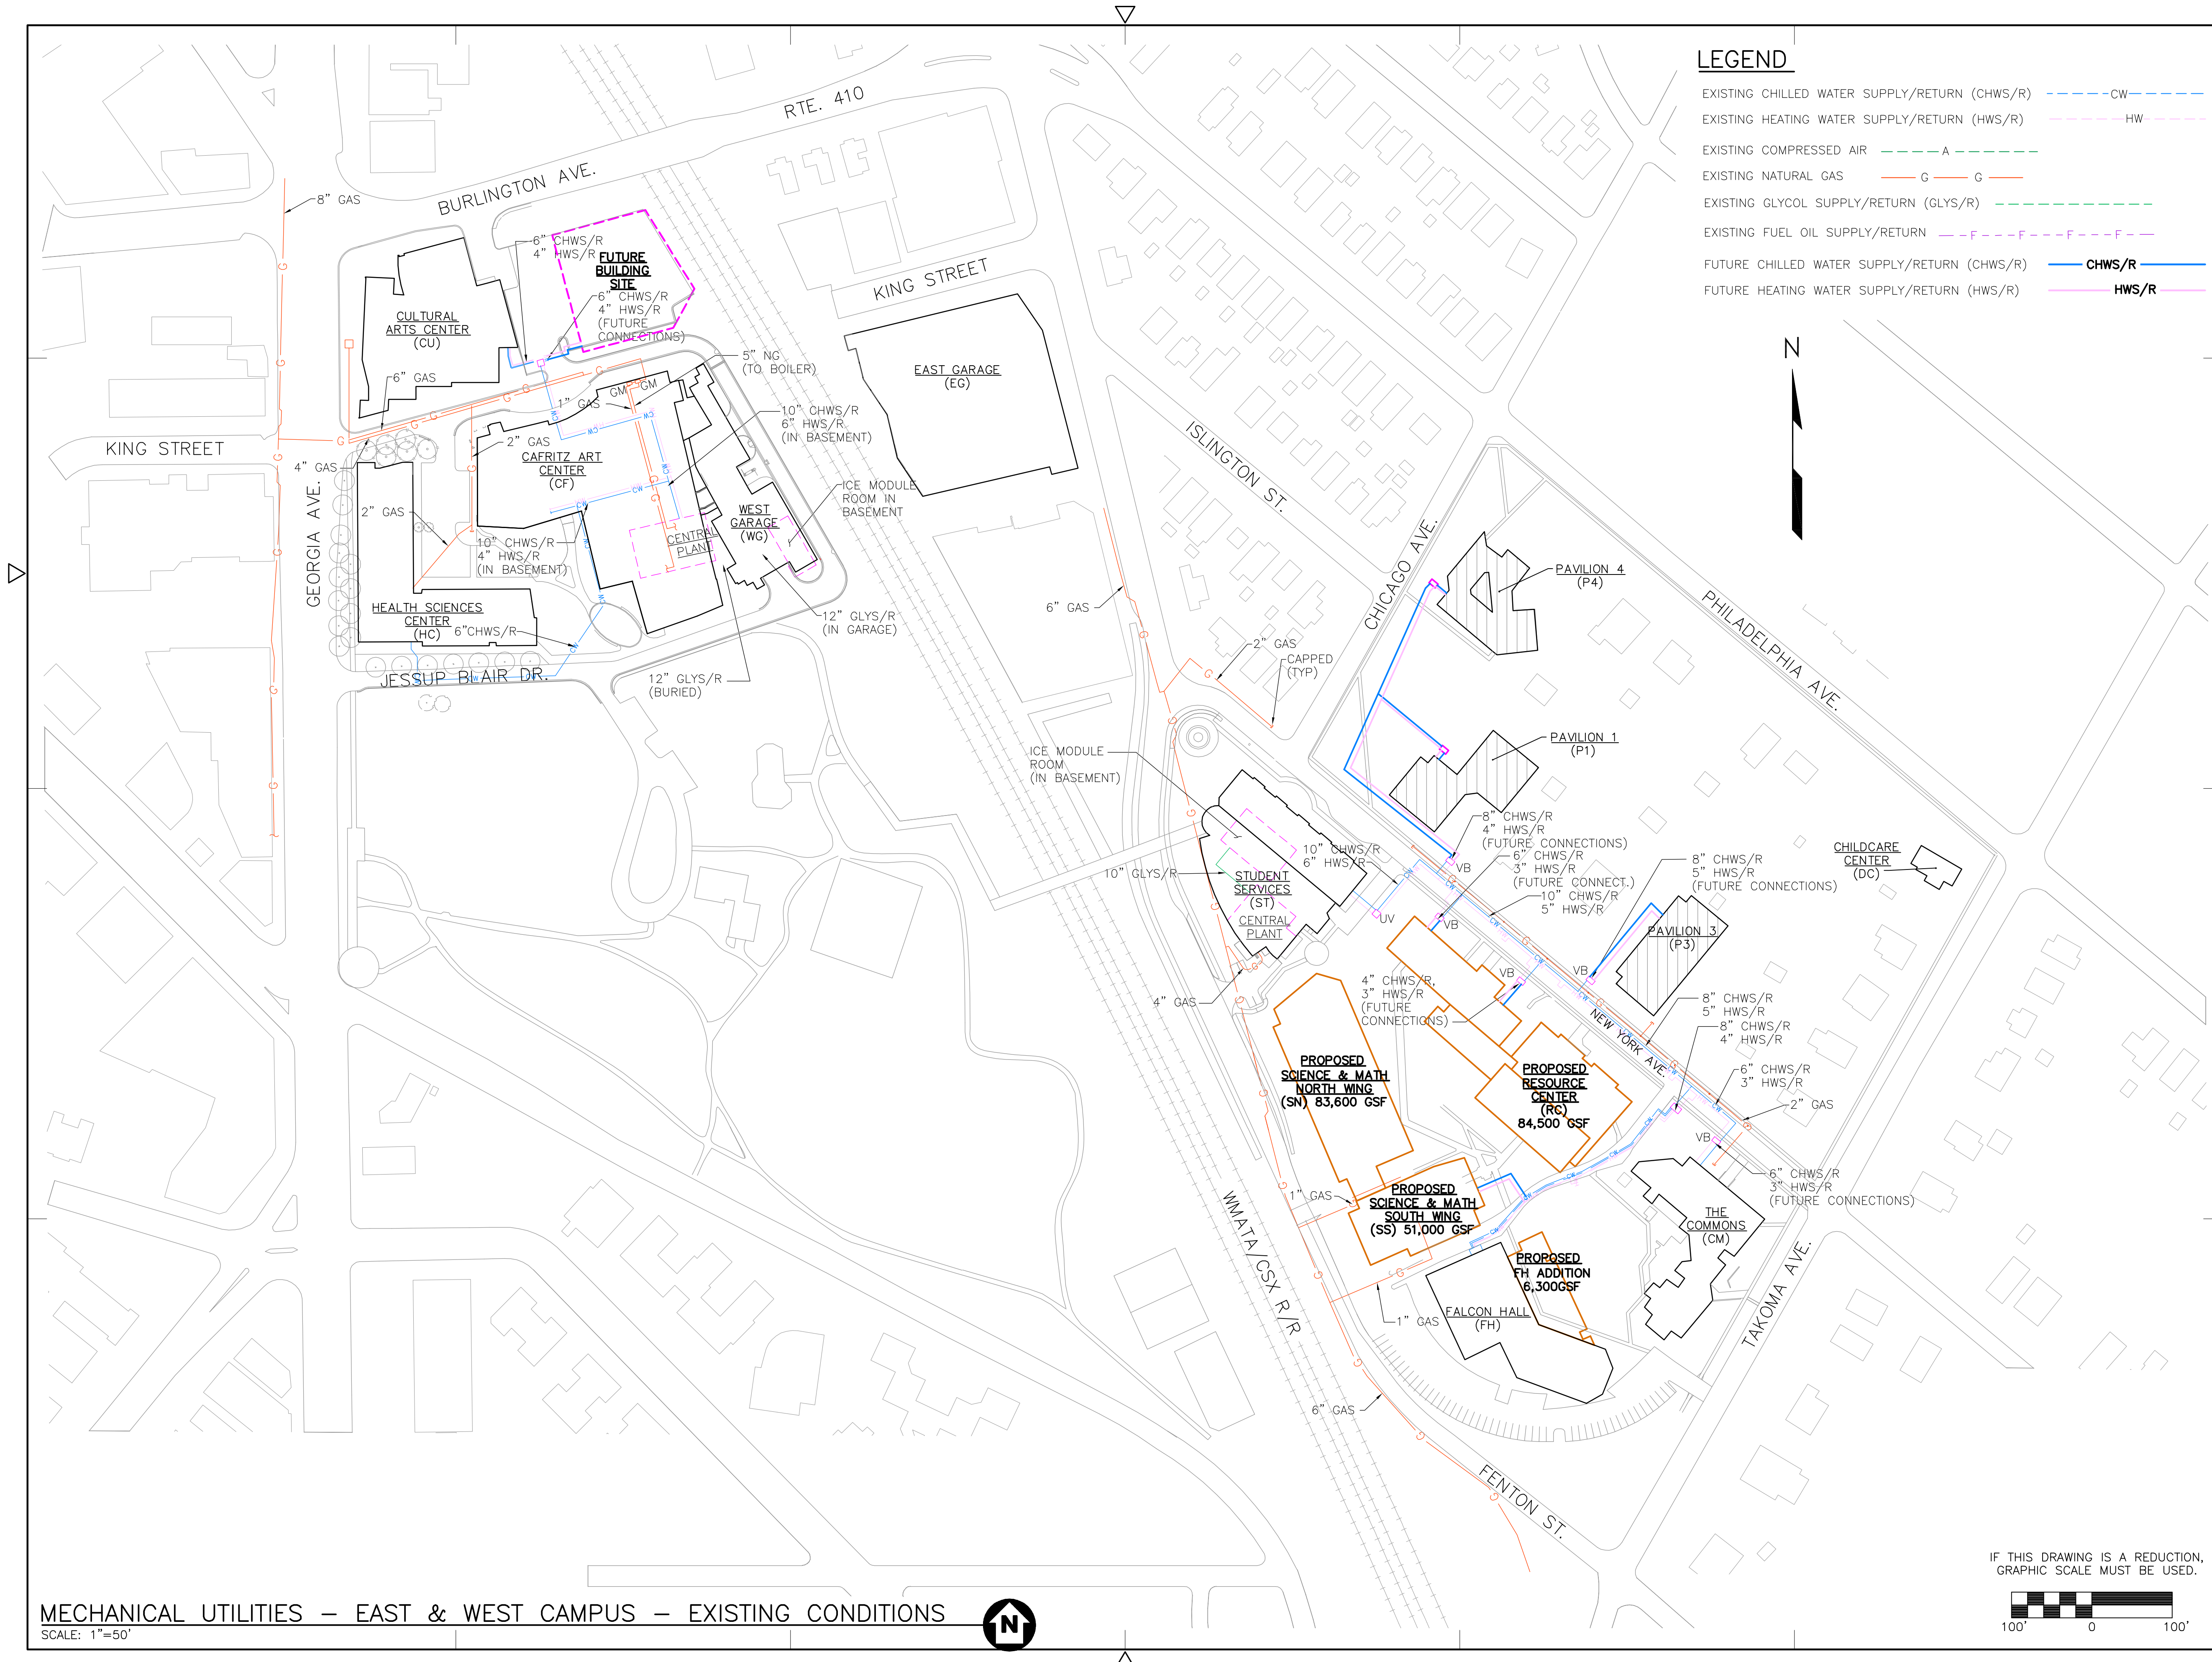 LEGEND
EXISTING CHILLED WATER SUPPLY/RETURN (CHWS/R)
CW
EXISTING HEATING WATER SUPPLY/RETURN (HWS/R)
HW
EXISTING COMPRESSED AIR
A
EXISTING NATURAL GAS
G G
EXISTING GLYCOL SUPPLY/RETURN (GLYS/R)
EXISTING FUEL OIL SUPPLY/RETURN
F F F F
FUTURE CHILLED WATER SUPPLY/RETURN (CHWS/R)
CHWS/R
FUTURE HEATING WATER SUPPLY/RETURN (HWS/R)
HWS/R
N
RTE. 410
BURLINGTON AVE.
8" GAS
6" CHWS/R
4" HWS/R
FUTURE
BUILDING
SITE
6" CHWS/R
4" HWS/R
(FUTURE
CONNECTIONS)
KING STREET
CULTURAL
ARTS CENTER
(CU)
5" NG
(TO BOILER)
EAST GARAGE
(EG)
6" GAS
GM
GM
1" GAS
10" CHWS/R
6" HWS/R
(IN BASEMENT)
KING STREET
4" GAS
2" GAS
CAFRITZ ART
CENTER
(CF)
GEORGIA AVE.
2" GAS
ICE MODULE
ROOM IN
BASEMENT
WEST
GARAGE
(WG)
CENTRAL
PLANT
10" CHWS/R
4" HWS/R
(IN BASEMENT)
HEALTH SCIENCES
CENTER
(HC)
6"CHWS/R
12" GLYS/R
(IN GARAGE)
12" GLYS/R
(BURIED)
JESSUP BLAIR DR.
ISLINGTON ST.
CHICAGO AVE.
PHILADELPHIA AVE.
6" GAS
2" GAS
CAPPED
(TYP)
PAVILION 4
(P4)
PAVILION 1
(P1)
ICE MODULE
ROOM
(IN BASEMENT)
8" CHWS/R
4" HWS/R
(FUTURE CONNECTIONS)
VB
6" CHWS/R
3" HWS/R
(FUTURE CONNECT.)
10" CHWS/R
5" HWS/R
8" CHWS/R
5" HWS/R
(FUTURE CONNECTIONS)
CHILDCARE
CENTER
(DC)
10" CHWS/R
6" HWS/R
10" GLYS/R
STUDENT
SERVICES
(ST)
CENTRAL
PLANT
UV
VB
PAVILION 3
(P3)
VB
VB
4" CHWS/R,
3" HWS/R
(FUTURE
CONNECTIONS)
4" GAS
8" CHWS/R
5" HWS/R
8" CHWS/R
4" HWS/R
NEW YORK AVE.
6" CHWS/R
3" HWS/R
2" GAS
PROPOSED
SCIENCE & MATH
NORTH WING
(SN) 83,600 GSF
PROPOSED
RESOURCE
CENTER
(RC)
84,500 GSF
VB
6" CHWS/R
3" HWS/R
(FUTURE CONNECTIONS)
1" GAS
PROPOSED
SCIENCE & MATH
SOUTH WING
(SS) 51,000 GSF
THE
COMMONS
(CM)
WMATA/CSX R/R
PROPOSED
FH ADDITION
6,300GSF
1" GAS
FALCON HALL
(FH)
TAKOMA AVE.
6" GAS
FENTON ST.
IF THIS DRAWING IS A REDUCTION,
GRAPHIC SCALE MUST BE USED.
100' 0 100'
MECHANICAL UTILITIES – EAST & WEST CAMPUS – EXISTING CONDITIONS
SCALE: 1"=50'
N